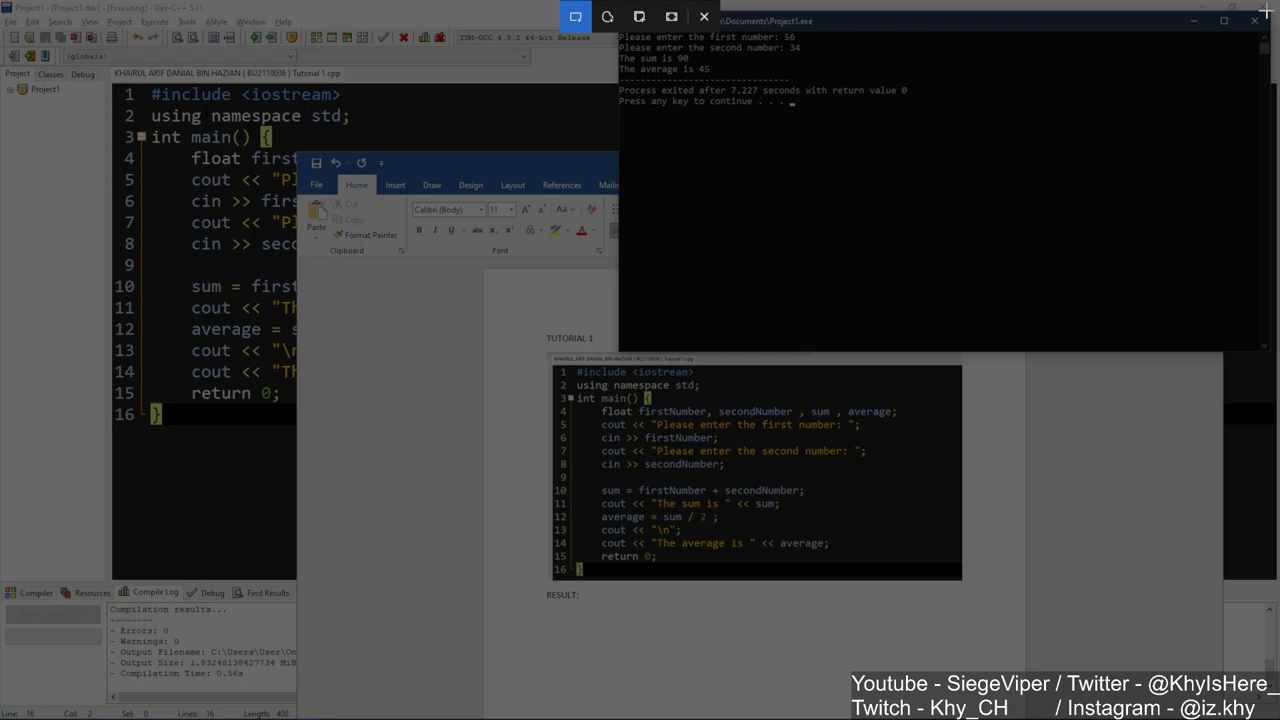 Project1 - [Project1.dev] - [Executing] - Dev-C++ 5.11
File Edit Search View Project Execute Tools AStyle Window Help
TDM-GCC 4.9.2 64-bit Release
(globals)
Project Classes Debug
KHAIRUL ARIF DANIAL BIN HAZIAN ( BI22110036 ) Tutorial 1.cpp
Project1
1 #include <iostream>
2 using namespace std;
3 int main() {
4 float first
5 cout << "Pl
6 cin >> firs
7 cout << "Pl
8 cin >> seco
9
10 sum = first
11 cout << "Th
12 average = s
13 cout << "\n
14 cout << "Th
15 return 0;
16 }
e\Documents\Project1.exe
Please enter the first number: 56
Please enter the second number: 34
The sum is 90
The average is 45
--------------------------------
Process exited after 7.227 seconds with return value 0
Press any key to continue . . .
File Home Insert Draw Design Layout References Mailin
Paste
Cut
Copy
Format Painter
Clipboard
Calibri (Body) 11
B I U abc x₂ x²
Font
TUTORIAL 1
KHAIRUL ARIF DANIAL BIN HAZIAN ( BI22110036 ) Tutorial 1.cpp
1 #include <iostream>
2 using namespace std;
3 int main() {
4 float firstNumber, secondNumber , sum , average;
5 cout << "Please enter the first number: ";
6 cin >> firstNumber;
7 cout << "Please enter the second number: ";
8 cin >> secondNumber;
9
10 sum = firstNumber + secondNumber;
11 cout << "The sum is " << sum;
12 average = sum / 2 ;
13 cout << "\n";
14 cout << "The average is " << average;
15 return 0;
16 }
RESULT:
Compiler Resources Compile Log Debug Find Results
Compilation results...
--------
- Errors: 0
- Warnings: 0
- Output Filename: C:\Users\User\On
- Output Size: 1.83248138427734 MiB
- Compilation Time: 0.56s
Line: 16 Col: 2 Sel: 0 Lines: 16 Length: 400
Youtube - SiegeViper / Twitter - @KhyIsHere_
Twitch - Khy_CH / Instagram - @iz.khy